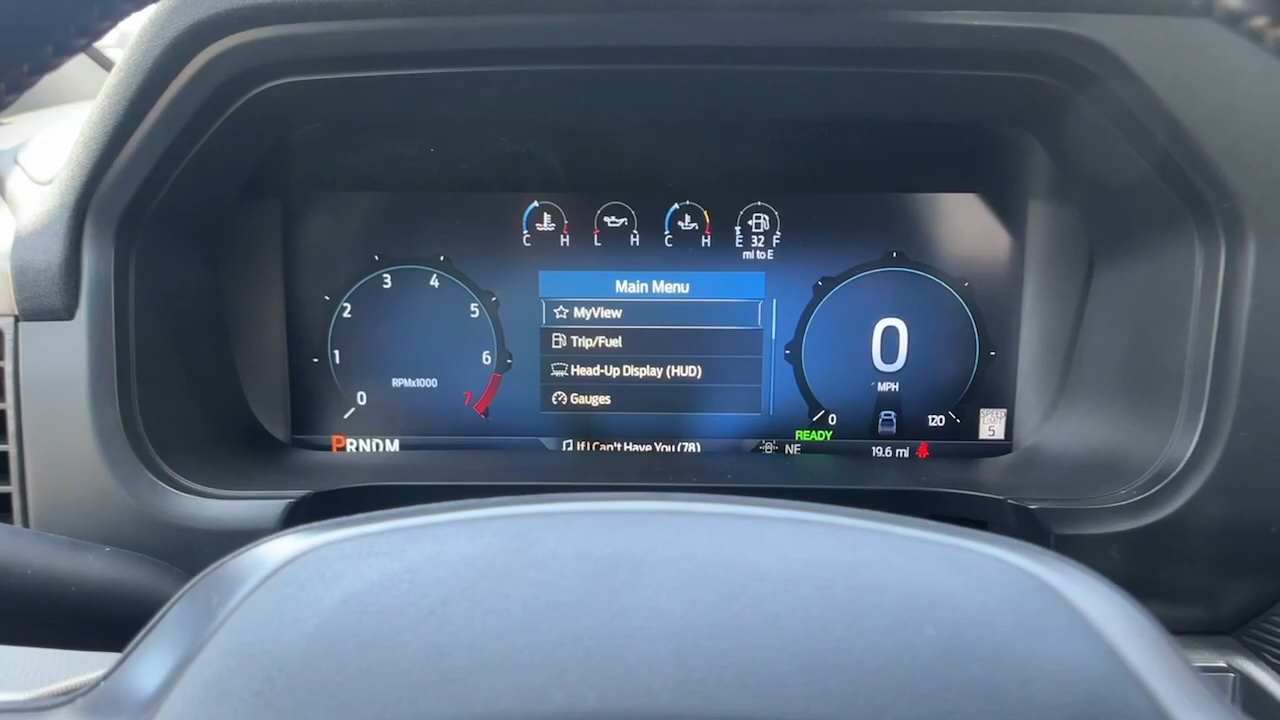 C H L H C H E 32 F
mi to E
Main Menu
MyView
Trip/Fuel
Head-Up Display (HUD)
Gauges
0 1 2 3 4 5 6 7
RPMx1000
0
MPH
0 120
SPEED
LIMIT
5
READY
PRNDM
If I Can't Have You (78)
NE
19.6 mi